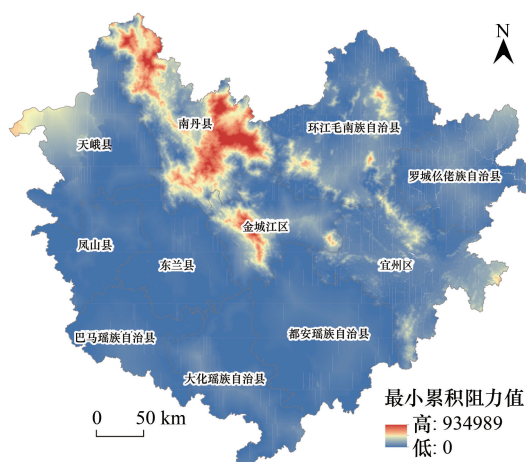 N
南丹县
环江毛南族自治县
天峨县
罗城仫佬族自治县
金城江区
凤山县
东兰县
宜州区
巴马瑶族自治县
都安瑶族自治县
大化瑶族自治县
最小累积阻力值
高: 934989
低: 0
0 50 km